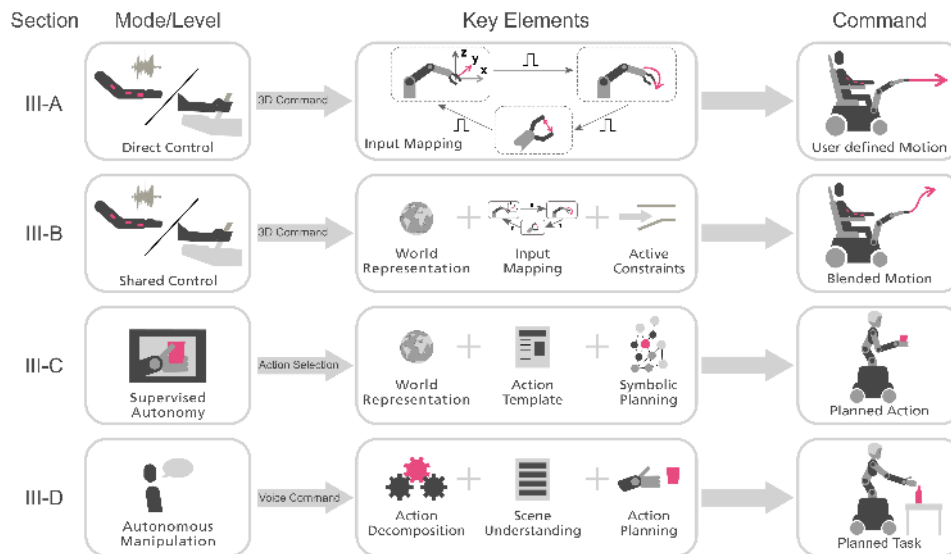 Section Mode/Level Key Elements Command
III-A
3D Command
z
y
x
Direct Control
Input Mapping
User defined Motion
III-B
3D Command
World
Representation
Input
Mapping
Active
Constraints
Shared Control
Blended Motion
III-C
Action Selection
Supervised
Autonomy
World
Representation
Action
Template
Symbolic
Planning
Planned Action
III-D
Voice Command
Autonomous
Manipulation
Action
Decomposition
Scene
Understanding
Action
Planning
Planned Task